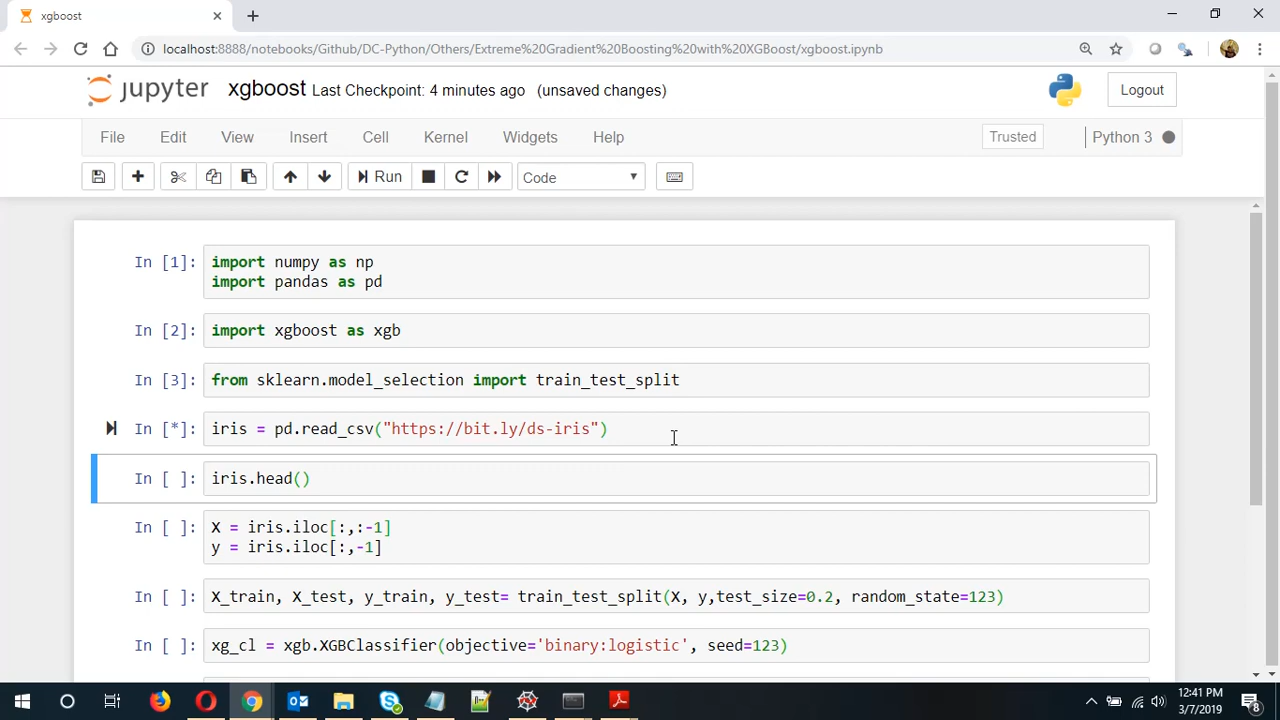 xgboost
localhost:8888/notebooks/Github/DC-Python/Others/Extreme%20Gradient%20Boosting%20with%20XGBoost/xgboost.ipynb
jupyter xgboost Last Checkpoint: 4 minutes ago (unsaved changes) Logout
File Edit View Insert Cell Kernel Widgets Help Trusted Python 3
Run Code
In [1]: import numpy as np
import pandas as pd
In [2]: import xgboost as xgb
In [3]: from sklearn.model_selection import train_test_split
In [*]: iris = pd.read_csv("https://bit.ly/ds-iris")
In [ ]: iris.head()
In [ ]: X = iris.iloc[:,:-1]
y = iris.iloc[:,-1]
In [ ]: X_train, X_test, y_train, y_test= train_test_split(X, y,test_size=0.2, random_state=123)
In [ ]: xg_cl = xgb.XGBClassifier(objective='binary:logistic', seed=123)
12:41 PM
3/7/2019
8